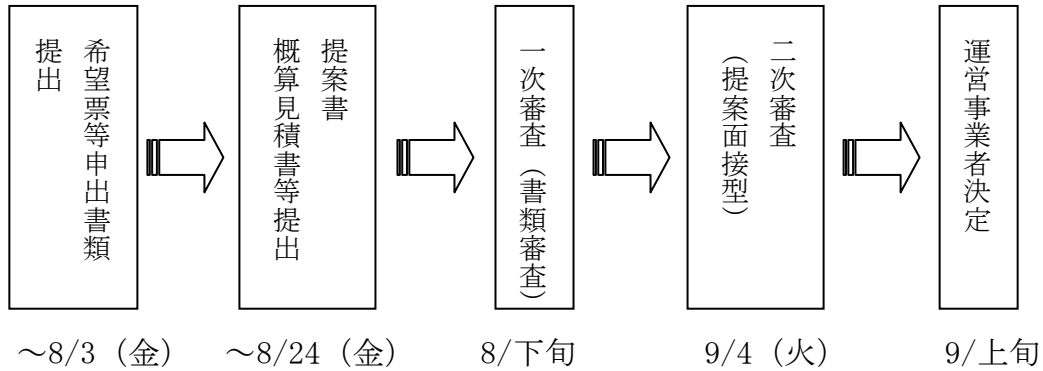 希望票等申出書類
提出
提案書
概算見積書等提出
一次審査（書類審査）
二次審査
（提案面接型）
運営事業者決定
～8/3（金）
～8/24（金）
8/下旬
9/4（火）
9/上旬